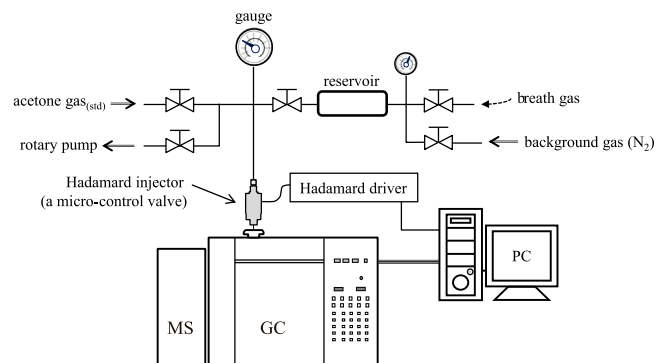 gauge
reservoir
acetone gas(std)
breath gas
rotary pump
background gas (N2)
Hadamard injector
(a micro-control valve)
Hadamard driver
PC
MS
GC